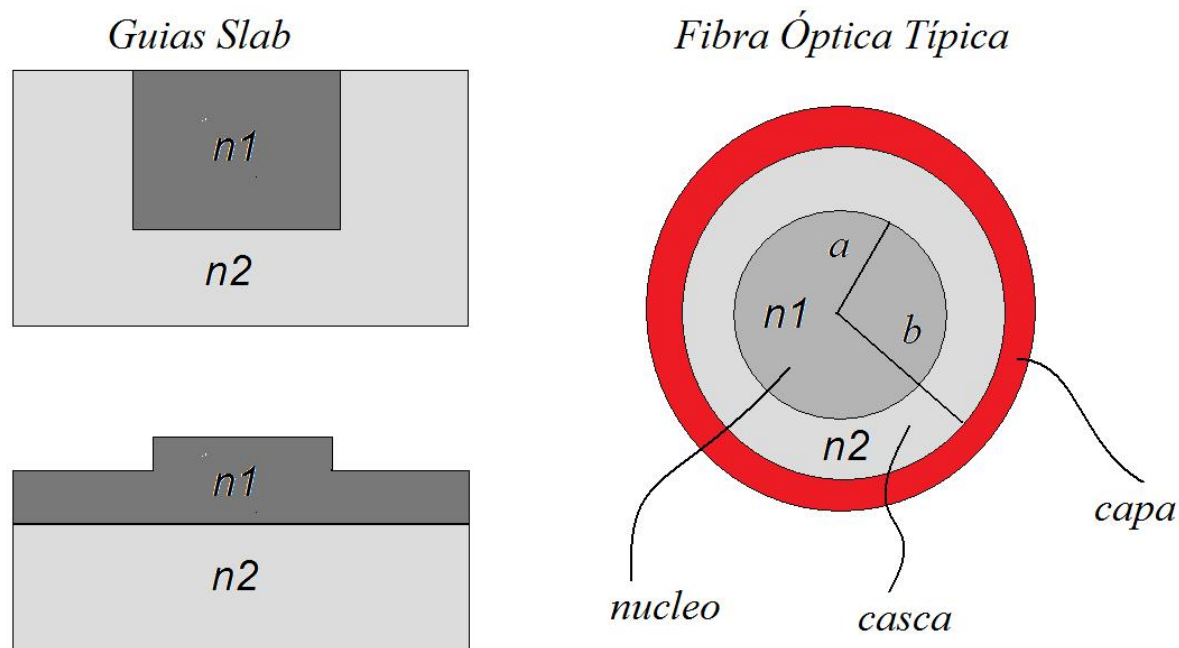 Guias Slab
n1
n2
n1
n2
Fibra Óptica Típica
a
n1
b
n2
capa
nucleo
casca